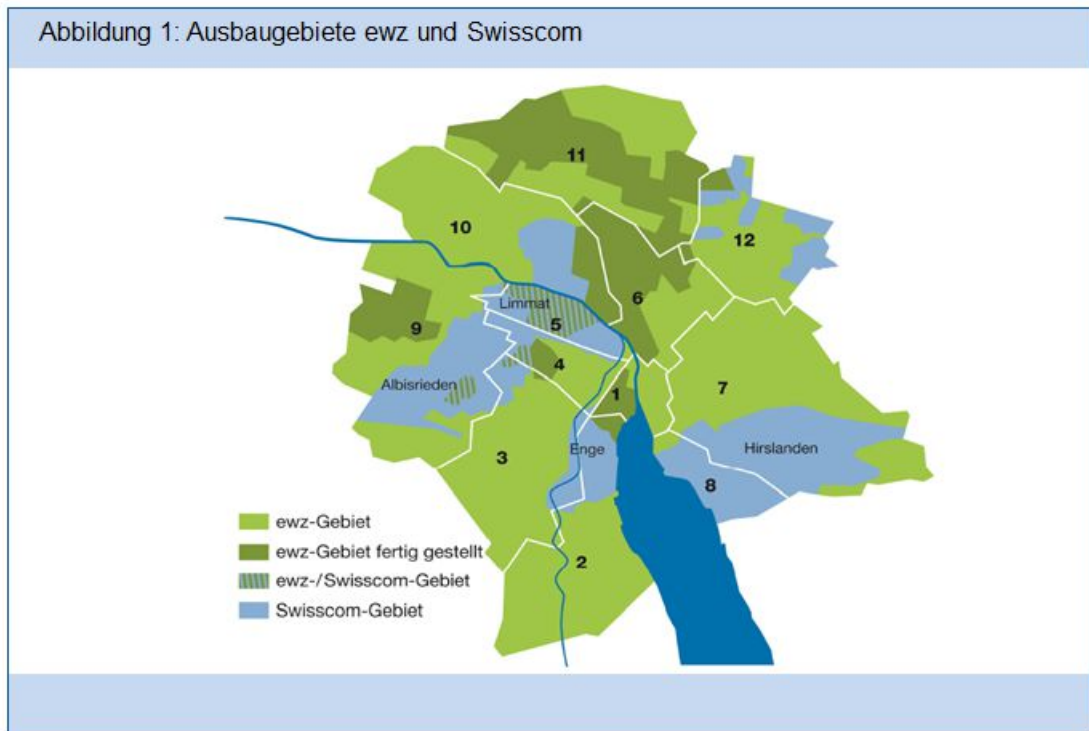 Abbildung 1: Ausbaugebiete ewz und Swisscom
11
10
12
Limmat
5
6
9
4
Albisrieden
1
7
3
Enge
Hirslanden
8
2
ewz-Gebiet
ewz-Gebiet fertig gestellt
ewz-/Swisscom-Gebiet
Swisscom-Gebiet